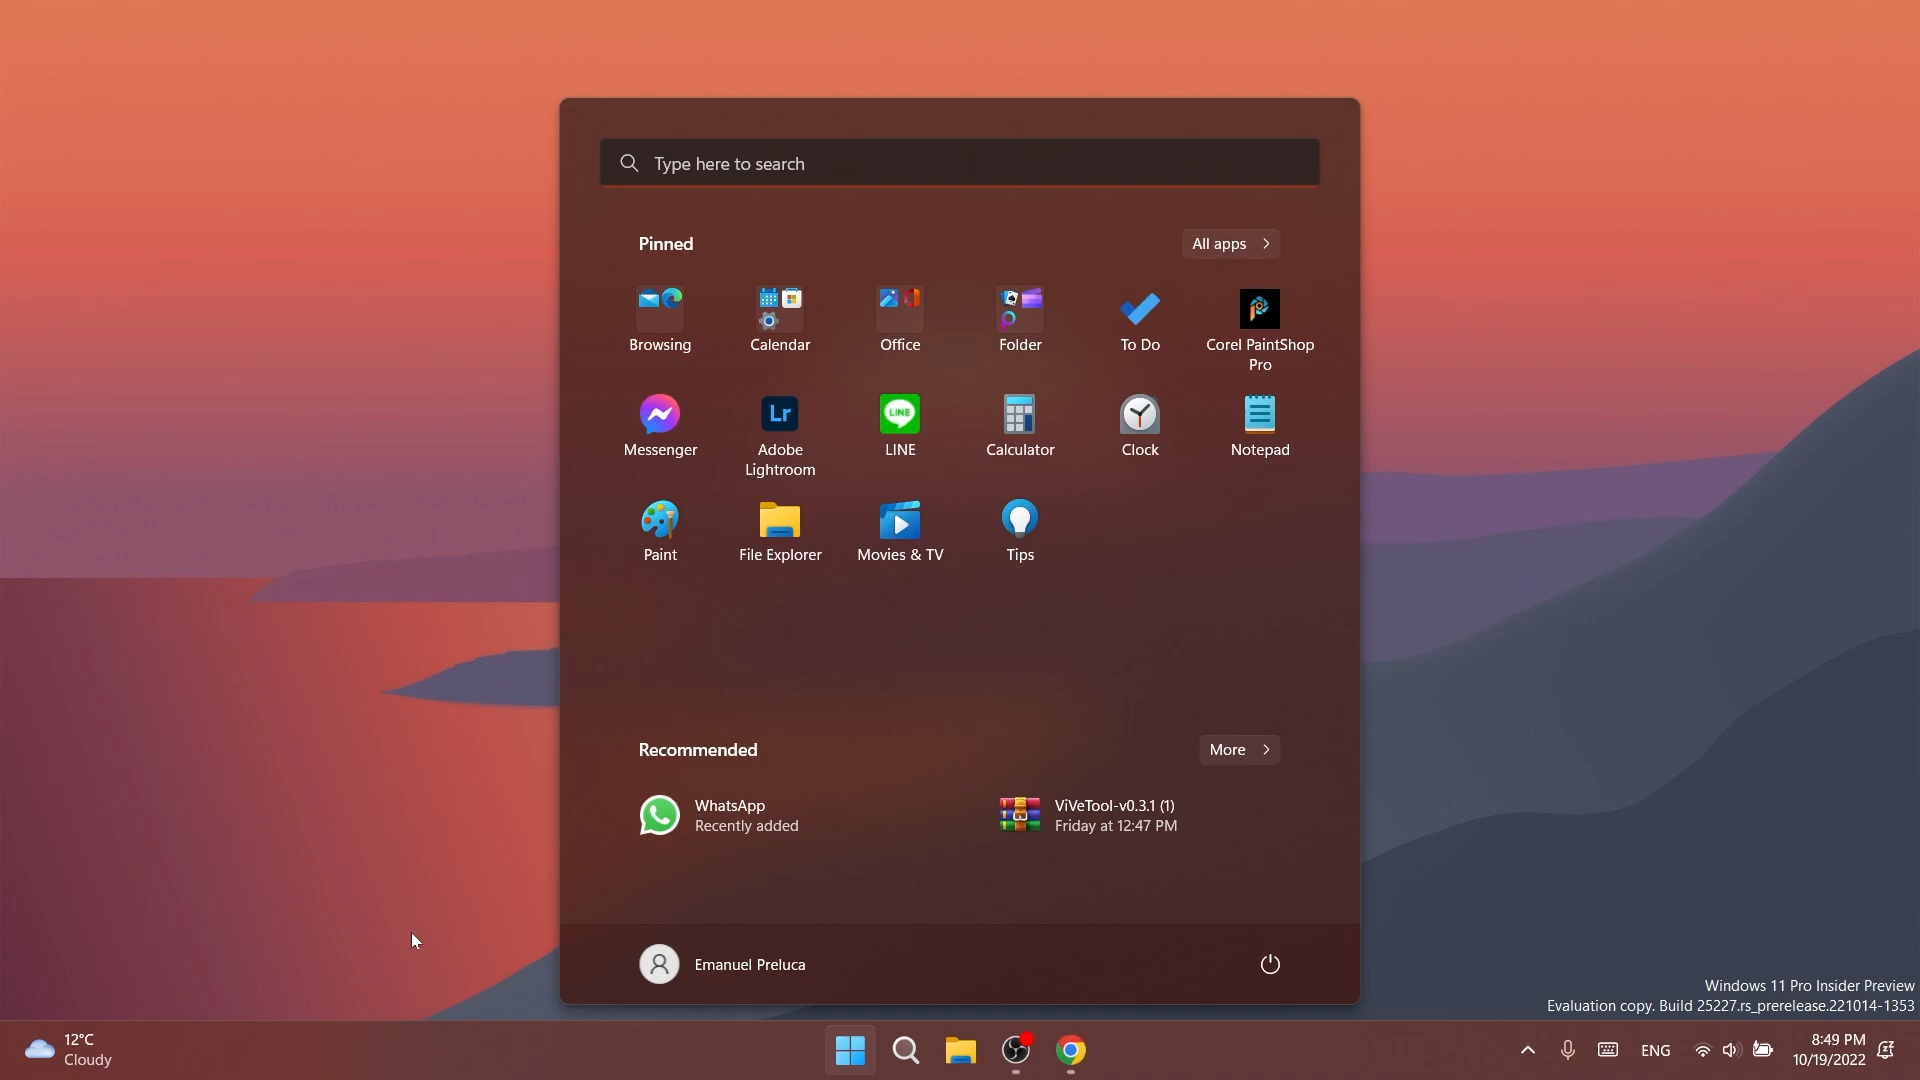 Type here to search
Pinned
All apps
Browsing
Calendar
Office
Folder
To Do
Corel PaintShop
Pro
Messenger
Lr
Adobe
Lightroom
LINE
LINE
Calculator
Clock
Notepad
Paint
File Explorer
Movies & TV
Tips
Recommended
More
WhatsApp
Recently added
ViVeTool-v0.3.1 (1)
Friday at 12:47 PM
Emanuel Preluca
Windows 11 Pro Insider Preview
Evaluation copy. Build 25227.rs_prerelease.221014-1353
12°C
Cloudy
ENG
8:49 PM
10/19/2022